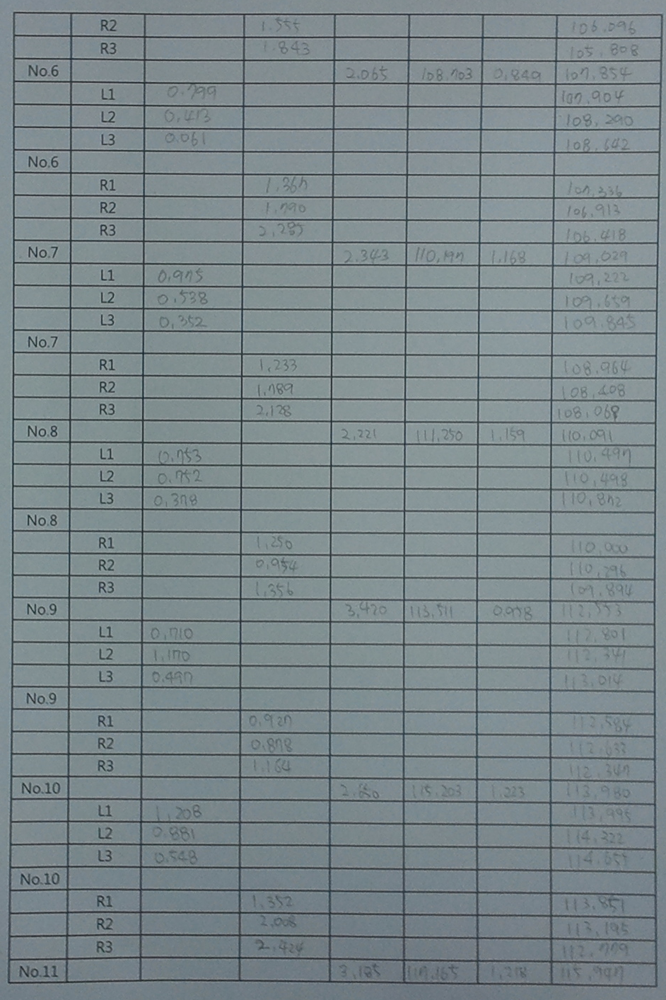 R2 1.555 106.096
R3 1.843 105.808
No.6 2.065 108.703 0.849 107.854
L1 0.799 107.904
L2 0.413 108.290
L3 0.061 108.642
No.6
R1 1.367 107.336
R2 1.790 106.913
R3 2.285 106.418
No.7 2.343 110.197 1.168 109.029
L1 0.975 109.222
L2 0.538 109.659
L3 0.352 109.845
No.7
R1 1.233 108.964
R2 1.789 108.408
R3 2.128 108.069
No.8 2.221 111.250 1.159 110.091
L1 0.753 110.497
L2 0.752 110.498
L3 0.378 110.872
No.8
R1 1.250 110.000
R2 0.954 110.296
R3 1.356 109.894
No.9 3.420 113.511 0.958 112.553
L1 0.710 112.801
L2 1.170 112.341
L3 0.497 113.014
No.9
R1 0.927 112.584
R2 0.878 112.633
R3 1.164 112.347
No.10 2.650 115.203 1.223 113.980
L1 1.208 113.995
L2 0.881 114.322
L3 0.548 114.655
No.10
R1 1.352 113.851
R2 2.008 113.195
R3 2.424 112.779
No.11 3.185 117.165 1.218 115.947